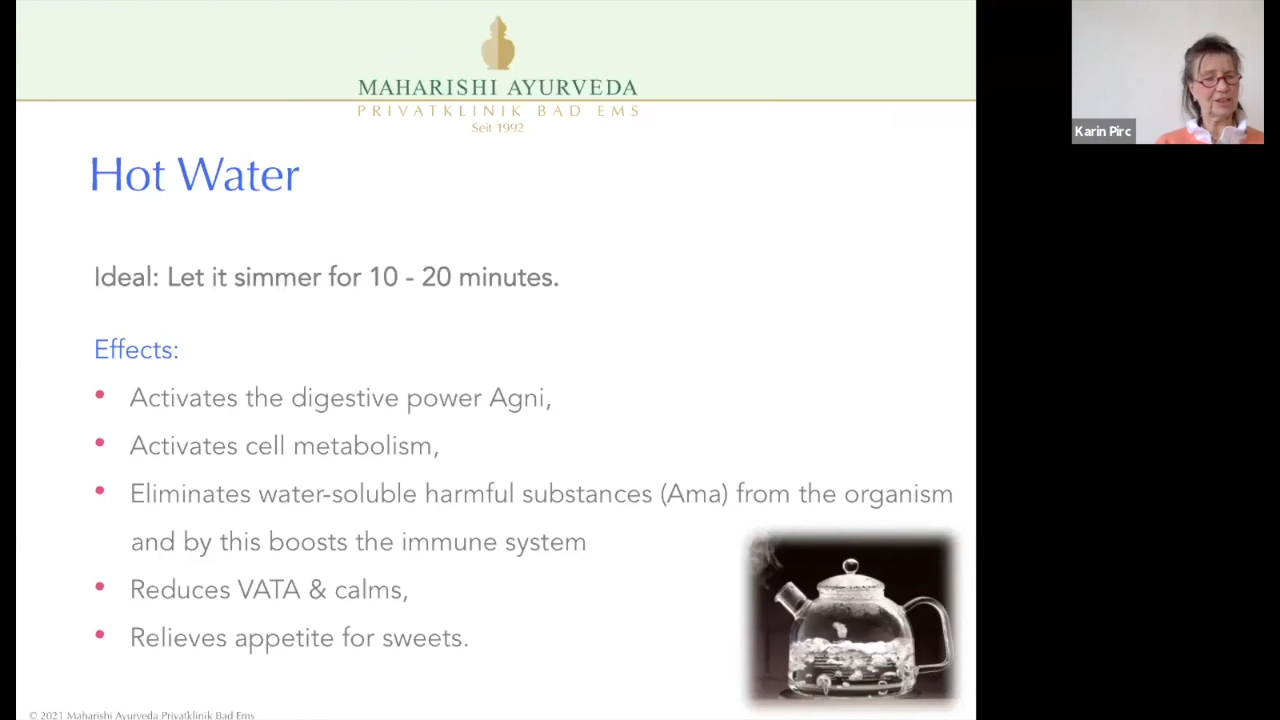 MAHARISHI AYURVEDA
PRIVATKLINIK BAD EMS
Seit 1992
Karin Pirc
Hot Water
Ideal: Let it simmer for 10 - 20 minutes.
Effects:
• Activates the digestive power Agni,
• Activates cell metabolism,
• Eliminates water-soluble harmful substances (Ama) from the organism
and by this boosts the immune system
• Reduces VATA & calms,
• Relieves appetite for sweets.
© 2021 Maharishi Ayurveda Privatklinik Bad Ems